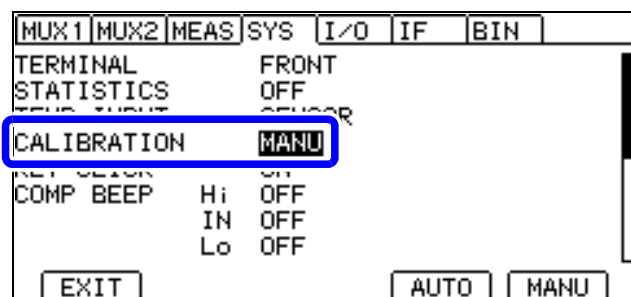 MUX1 MUX2 MEAS SYS I/O IF BIN
TERMINAL FRONT
STATISTICS OFF
CALIBRATION MANU
COMP BEEP Hi OFF
IN OFF
Lo OFF
EXIT AUTO MANU